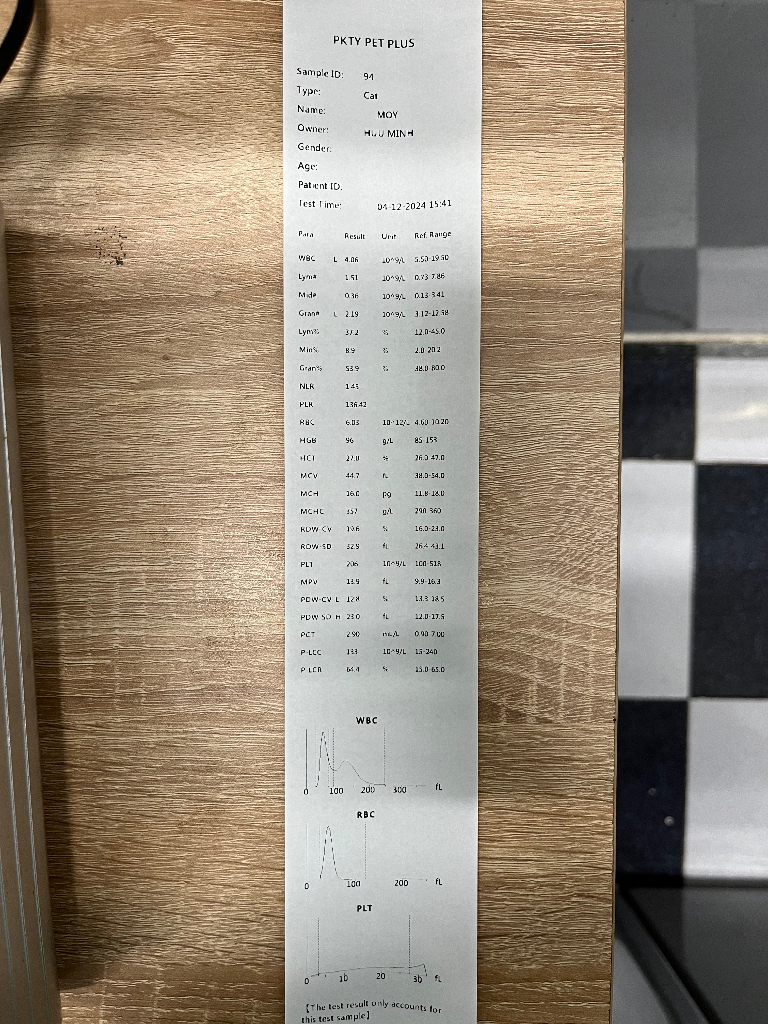 PKTY PET PLUS
Sample ID: 94
Type: Cat
Name: MOY
Owner: HUU MINH
Gender:
Age:
Patient ID:
Test Time: 04-12-2024 15:41
Para Result Unit Ref. Range
WBC L 4.06 10^9/L 5.50-19.50
Lym# 1.51 10^9/L 0.73-7.86
Mid# 0.36 10^9/L 0.13-3.41
Gran# L 2.19 10^9/L 3.12-12.58
Lym% 37.2 % 12.0-45.0
Min% 8.9 % 2.0-20.2
Gran% 53.9 % 38.0-80.0
NLR 1.45
PLR 136.42
RBC 6.03 10^12/L 4.60-10.20
HGB 96 g/L 85-153
HCT 27.0 % 26.0-47.0
MCV 44.7 fL 38.0-54.0
MCH 16.0 pg 11.8-18.0
MCHC 357 g/L 290-360
RDW-CV 19.6 % 16.0-23.0
RDW-SD 32.9 fL 26.4-43.1
PLT 206 10^9/L 100-518
MPV 13.9 fL 9.9-16.3
PDW-CV L 12.8 % 13.3-18.5
PDW-SD H 23.0 fL 12.0-17.5
PCT 2.90 mL/L 0.90-7.00
P-LCC 133 10^9/L 15-240
P-LCR 64.4 % 15.0-65.0
WBC
0 100 200 300 fL
RBC
0 100 200 fL
PLT
0 10 20 30 fL
【The test result only accounts for
this test sample】